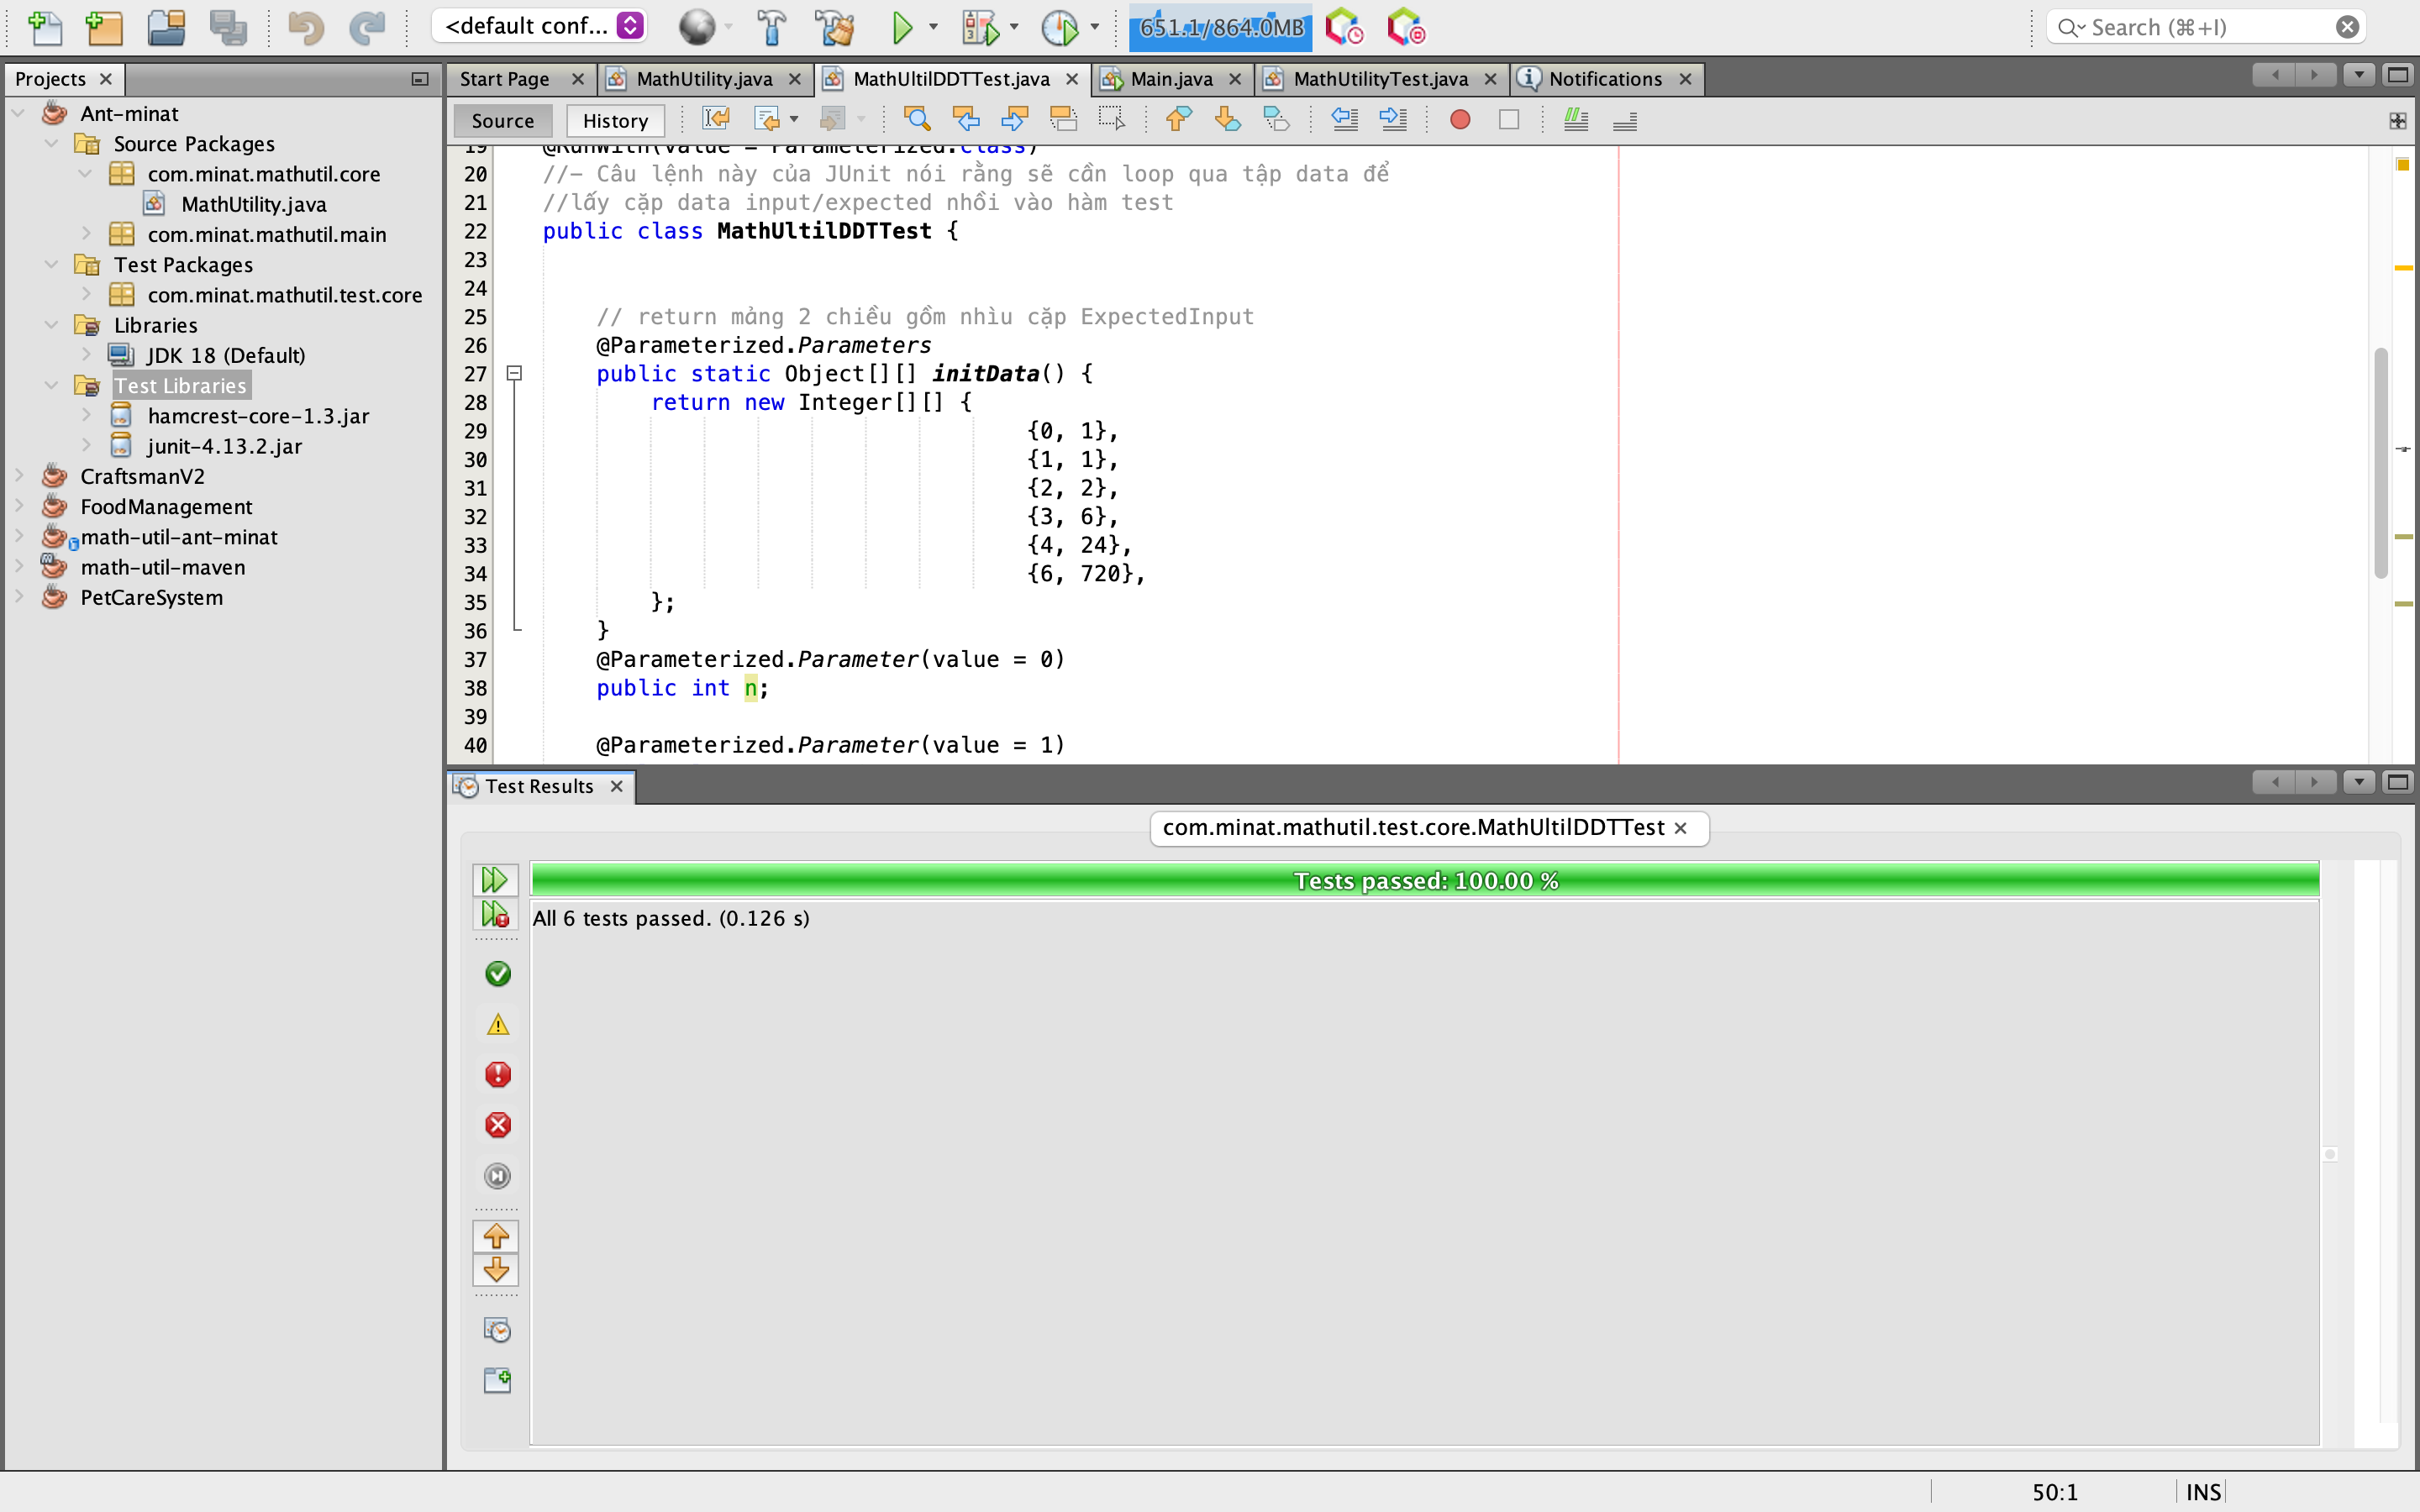 <default conf...
651.1/864.0MB
Search (⌘+I)
Projects
Ant-minat
Source Packages
com.minat.mathutil.core
MathUtility.java
com.minat.mathutil.main
Test Packages
com.minat.mathutil.test.core
Libraries
JDK 18 (Default)
Test Libraries
hamcrest-core-1.3.jar
junit-4.13.2.jar
CraftsmanV2
FoodManagement
math-util-ant-minat
math-util-maven
PetCareSystem
Start Page
MathUtility.java
MathUltilDDTTest.java
Main.java
MathUtilityTest.java
Notifications
Source
History
19 @RunWith(value = Parameterized.class)
20 //- Câu lệnh này của JUnit nói rằng sẽ cần loop qua tập data để
21 //lấy cặp data input/expected nhồi vào hàm test
22 public class MathUltilDDTTest {
23
24
25 // return mảng 2 chiều gồm nhìu cặp ExpectedInput
26 @Parameterized.Parameters
27 public static Object[][] initData() {
28 return new Integer[][] {
29 {0, 1},
30 {1, 1},
31 {2, 2},
32 {3, 6},
33 {4, 24},
34 {6, 720},
35 };
36 }
37 @Parameterized.Parameter(value = 0)
38 public int n;
39
40 @Parameterized.Parameter(value = 1)
Test Results
com.minat.mathutil.test.core.MathUltilDDTTest
Tests passed: 100.00 %
All 6 tests passed. (0.126 s)
50:1
INS